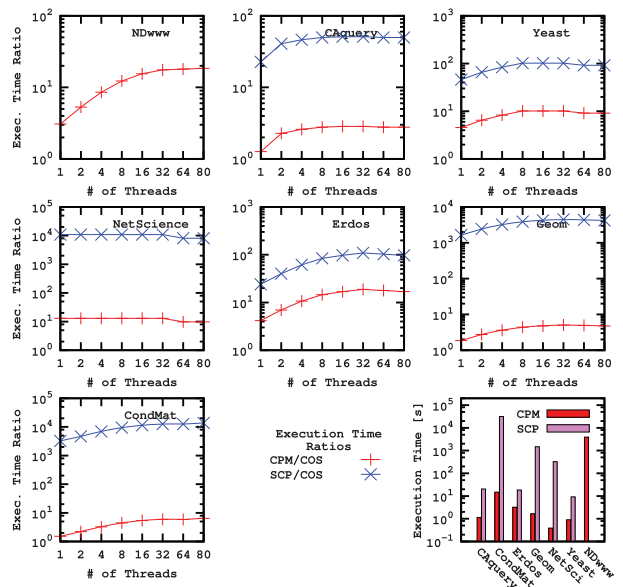 NDwww
Exec. Time Ratio
10^2
10^1
10^0
1 2 4 8 16 32 64 80
# of Threads
CAquery
10^2
10^1
10^0
1 2 4 8 16 32 64 80
# of Threads
Yeast
10^3
10^2
10^1
10^0
1 2 4 8 16 32 64 80
# of Threads
NetScience
Exec. Time Ratio
10^5
10^4
10^3
10^2
10^1
10^0
1 2 4 8 16 32 64 80
# of Threads
Erdos
10^3
10^2
10^1
10^0
1 2 4 8 16 32 64 80
# of Threads
Geom
10^4
10^3
10^2
10^1
10^0
1 2 4 8 16 32 64 80
# of Threads
CondMat
Exec. Time Ratio
10^5
10^4
10^3
10^2
10^1
10^0
1 2 4 8 16 32 64 80
# of Threads
Execution Time
Ratios
CPM/COS
SCP/COS
Execution Time [s]
10^5
10^4
10^3
10^2
10^1
10^0
10^-1
CPM
SCP
CAquery
CondMat
Erdos
Geom
NetSci
Yeast
NDwww